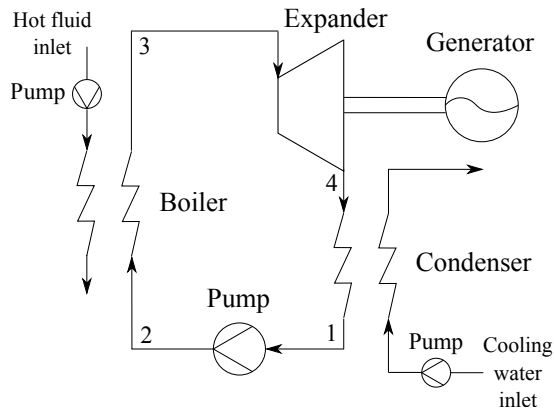 Hot fluid
inlet
Pump
3
Expander
Generator
Boiler
4
Condenser
Pump
2
1
Pump
Cooling
water
inlet